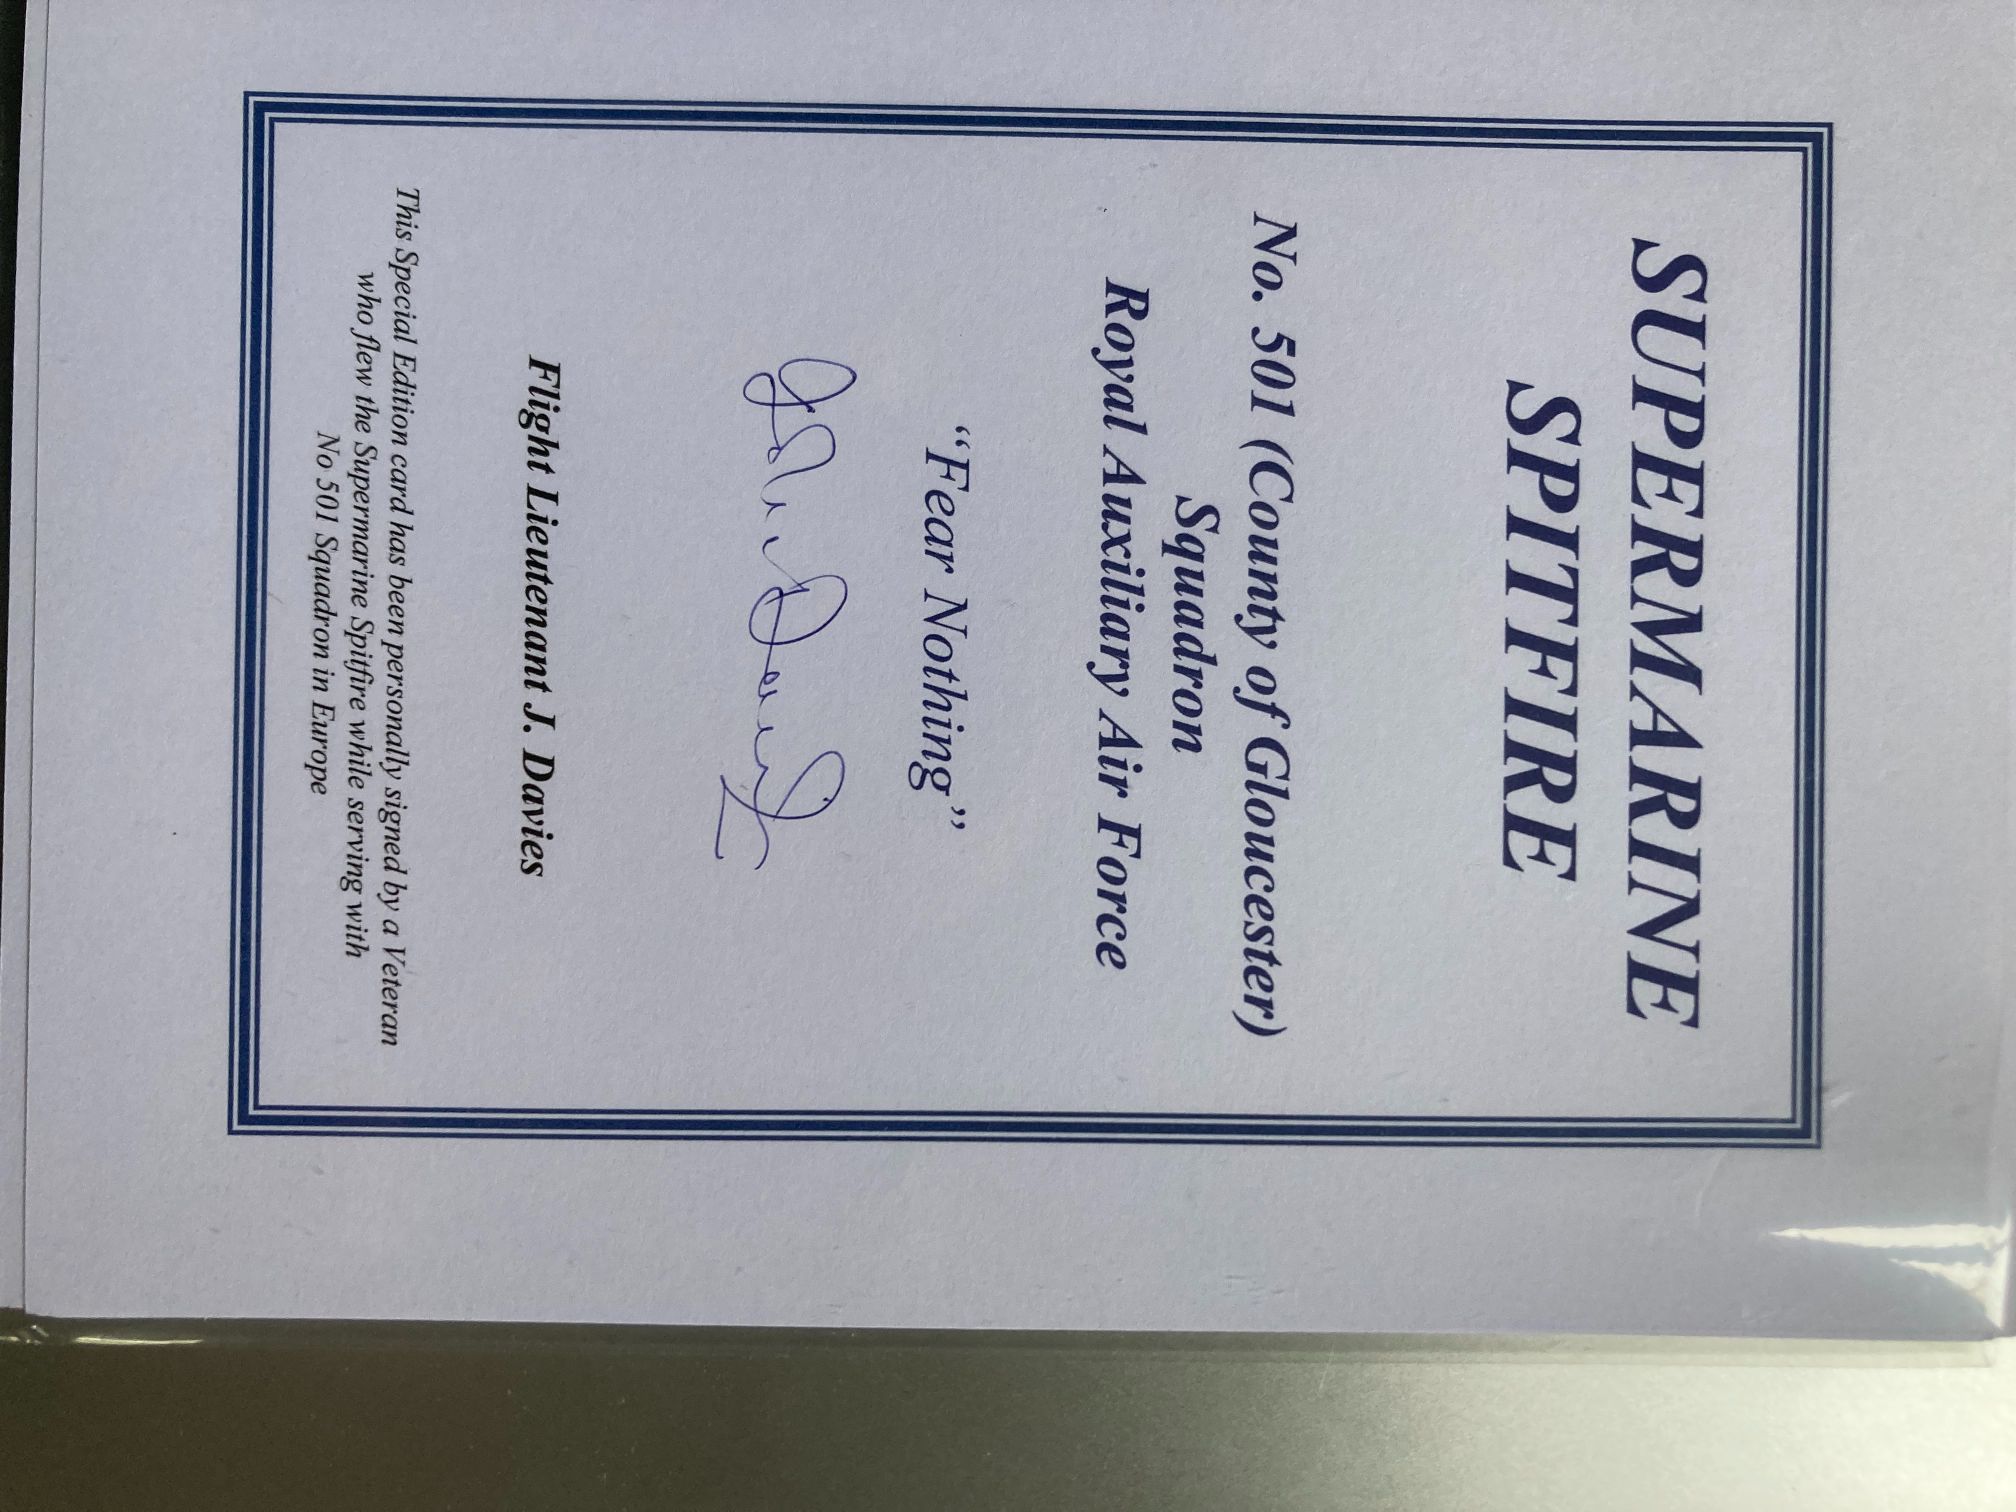 SUPERMARINE
SPITFIRE
No. 501 (County of Gloucester)
Squadron
Royal Auxiliary Air Force
“Fear Nothing”
John Davies
Flight Lieutenant J. Davies
This Special Edition card has been personally signed by a Veteran
who flew the Supermarine Spitfire while serving with
No 501 Squadron in Europe